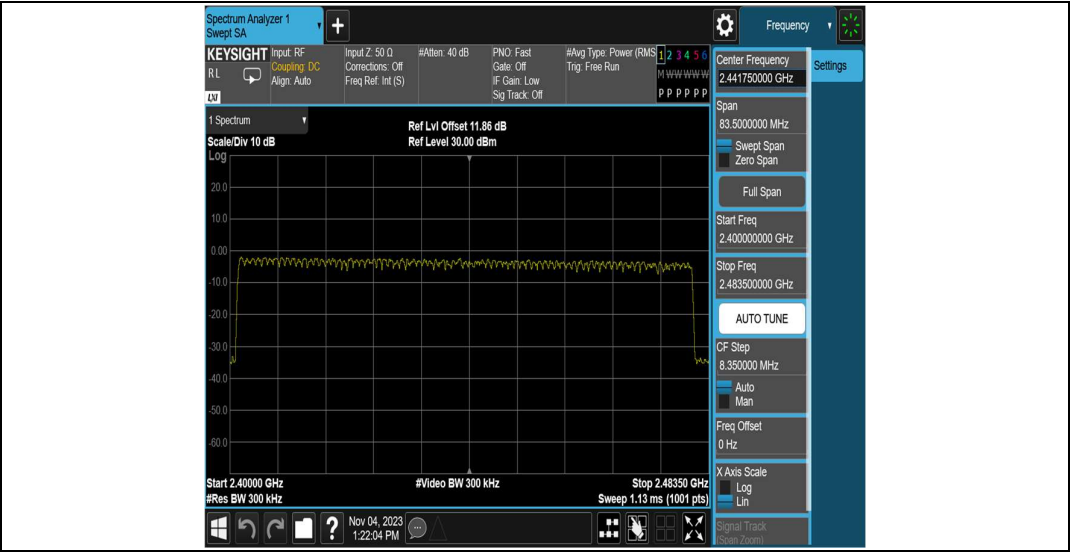 Spectrum Analyzer 1
Swept SA
Frequency
KEYSIGHT
Input: RF
Input Z: 50 Ω
#Atten: 40 dB
PNO: Fast
#Avg Type: Power (RMS
1 2 3 4 5 6
R L
Coupling: DC
Corrections: Off
Gate: Off
Trig: Free Run
M W W W W W
Align: Auto
Freq Ref: Int (S)
IF Gain: Low
LXI
Sig Track: Off
P P P P P P
1 Spectrum
Ref Lvl Offset 11.86 dB
Scale/Div 10 dB
Ref Level 30.00 dBm
Log
20.0
10.0
0.00
-10.0
-20.0
-30.0
-40.0
-50.0
-60.0
Start 2.40000 GHz
#Video BW 300 kHz
Stop 2.48350 GHz
#Res BW 300 kHz
Sweep 1.13 ms (1001 pts)
?
Nov 04, 2023
1:22:04 PM
Center Frequency
2.441750000 GHz
Settings
Span
83.5000000 MHz
Swept Span
Zero Span
Full Span
Start Freq
2.400000000 GHz
Stop Freq
2.483500000 GHz
AUTO TUNE
CF Step
8.350000 MHz
Auto
Man
Freq Offset
0 Hz
X Axis Scale
Log
Lin
Signal Track
(Span Zoom)